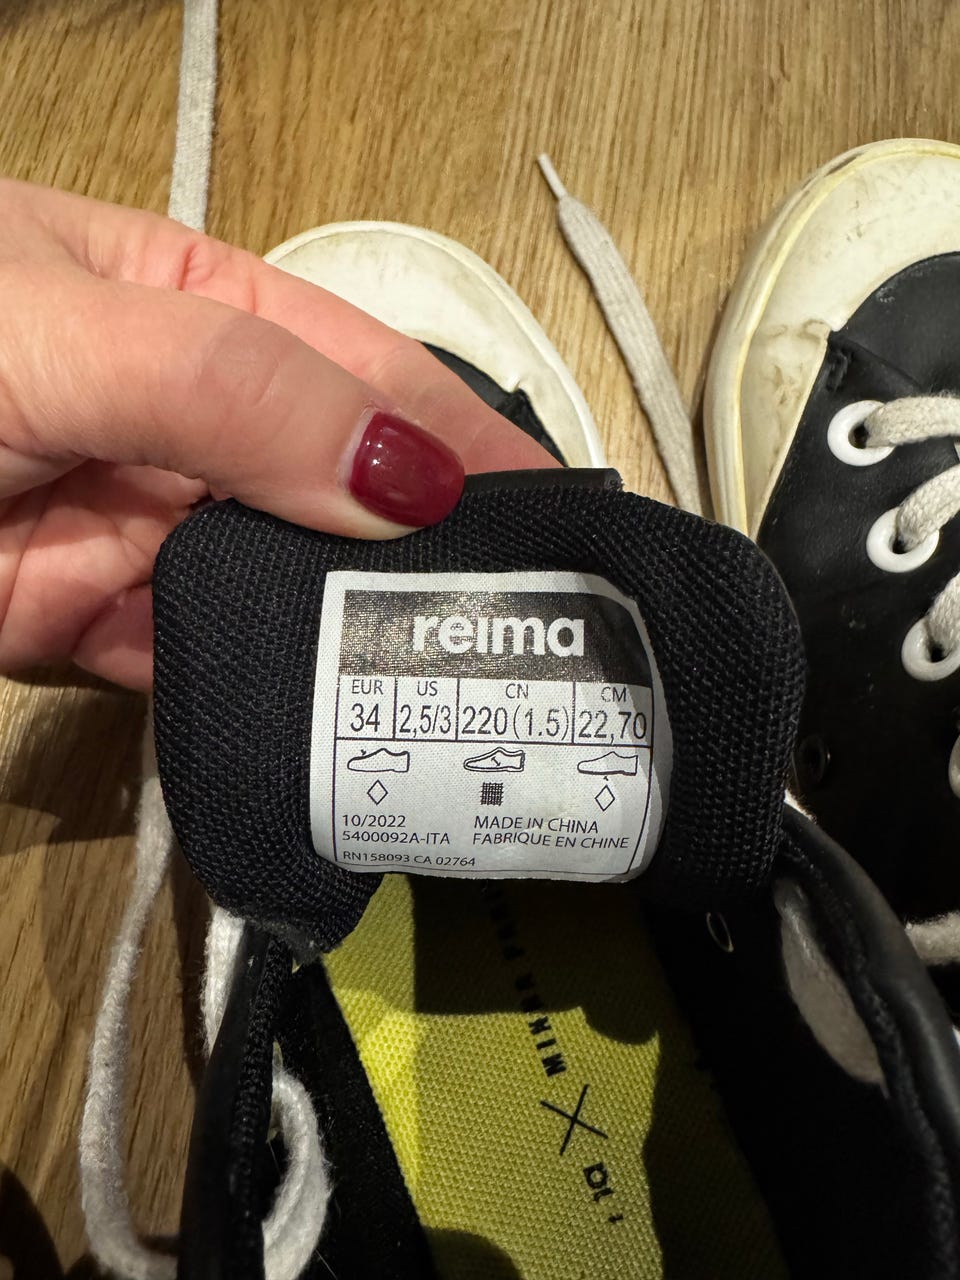 reima
EUR US CN CM
34 2,5/3 220(1.5) 22,70
10/2022
5400092A-ITA
MADE IN CHINA
FABRIQUE EN CHINE
RN158093 CA 02764
MINNA
X